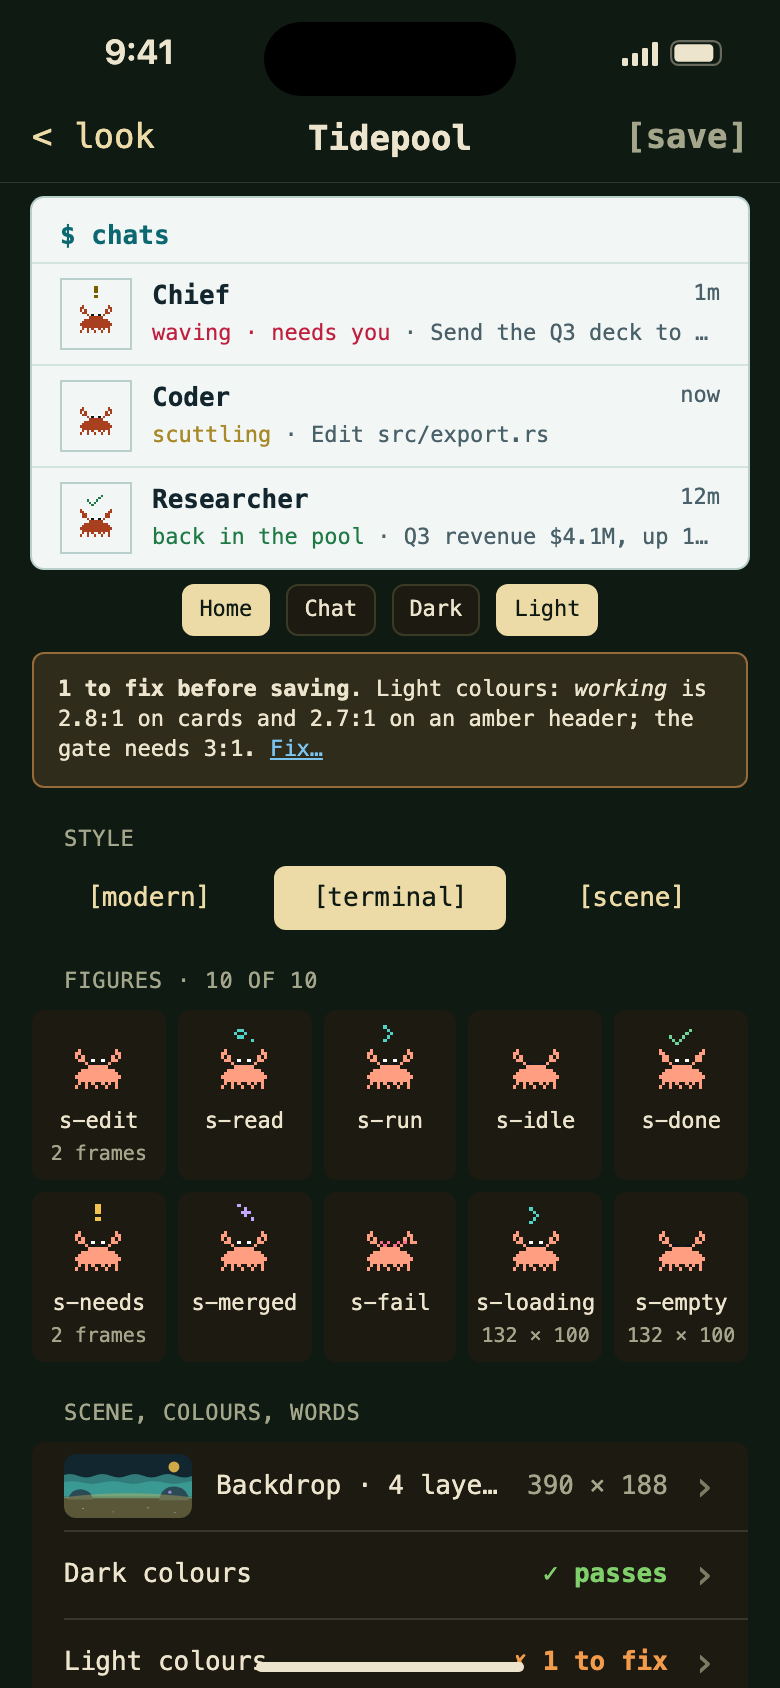 9:41
< look
Tidepool
[save]
$ chats
Chief
1m
waving · needs you · Send the Q3 deck to …
Coder
now
scuttling · Edit src/export.rs
Researcher
12m
back in the pool · Q3 revenue $4.1M, up 1…
Home
Chat
Dark
Light
1 to fix before saving. Light colours: working is
2.8:1 on cards and 2.7:1 on an amber header; the
gate needs 3:1. Fix…
STYLE
[modern]
[terminal]
[scene]
FIGURES · 10 OF 10
s-edit
s-read
s-run
s-idle
s-done
2 frames
s-needs
s-merged
s-fail
s-loading
s-empty
2 frames
132 × 100
132 × 100
SCENE, COLOURS, WORDS
Backdrop · 4 laye…
390 × 188
Dark colours
✓ passes
Light colours
✗ 1 to fix